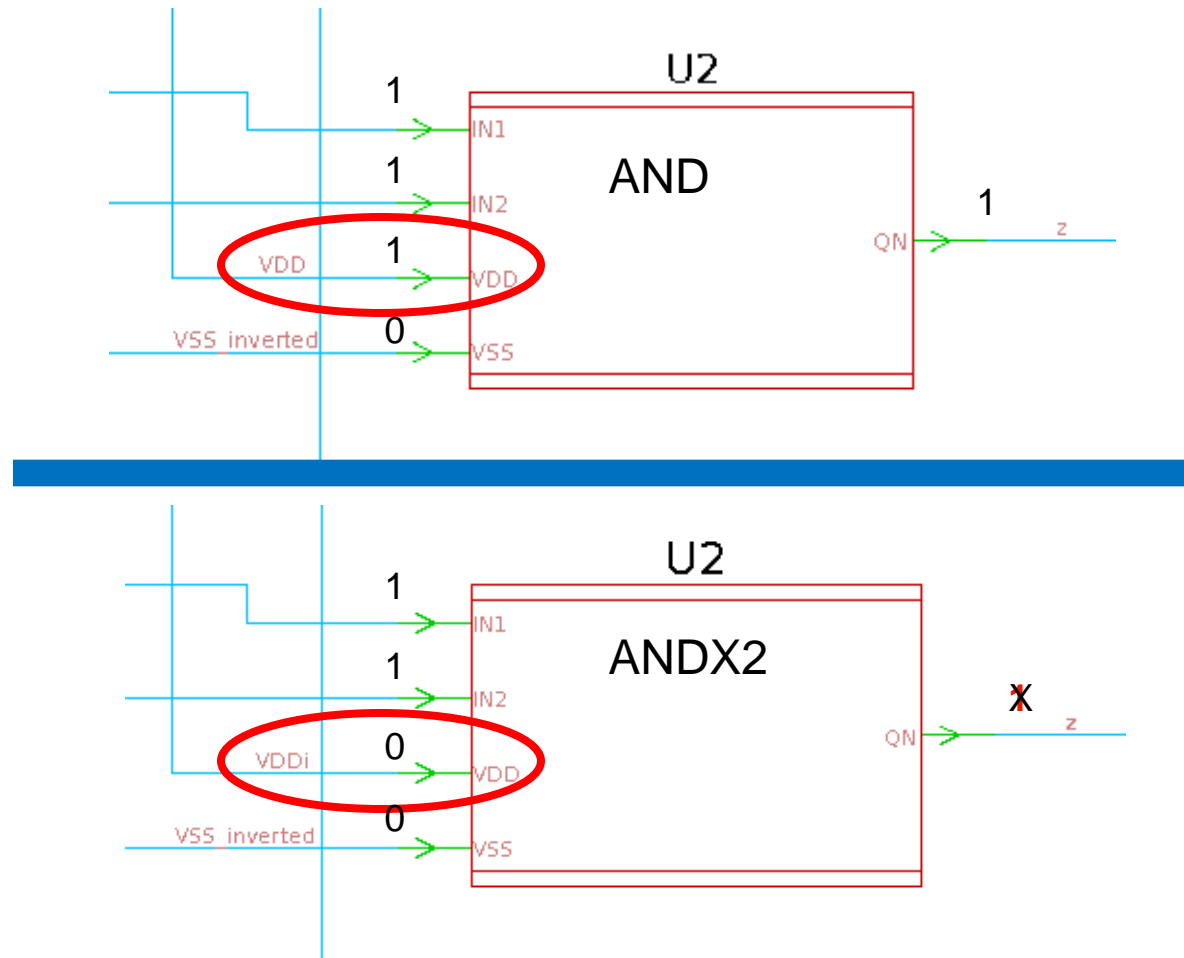 U2
1
IN1
AND
1
IN2
1
z
QN
VDD
1
VDD
VSS_inverted
0
VSS
U2
1
IN1
ANDX2
1
IN2
X
z
QN
VDDi
0
VDD
VSS_inverted
0
VSS